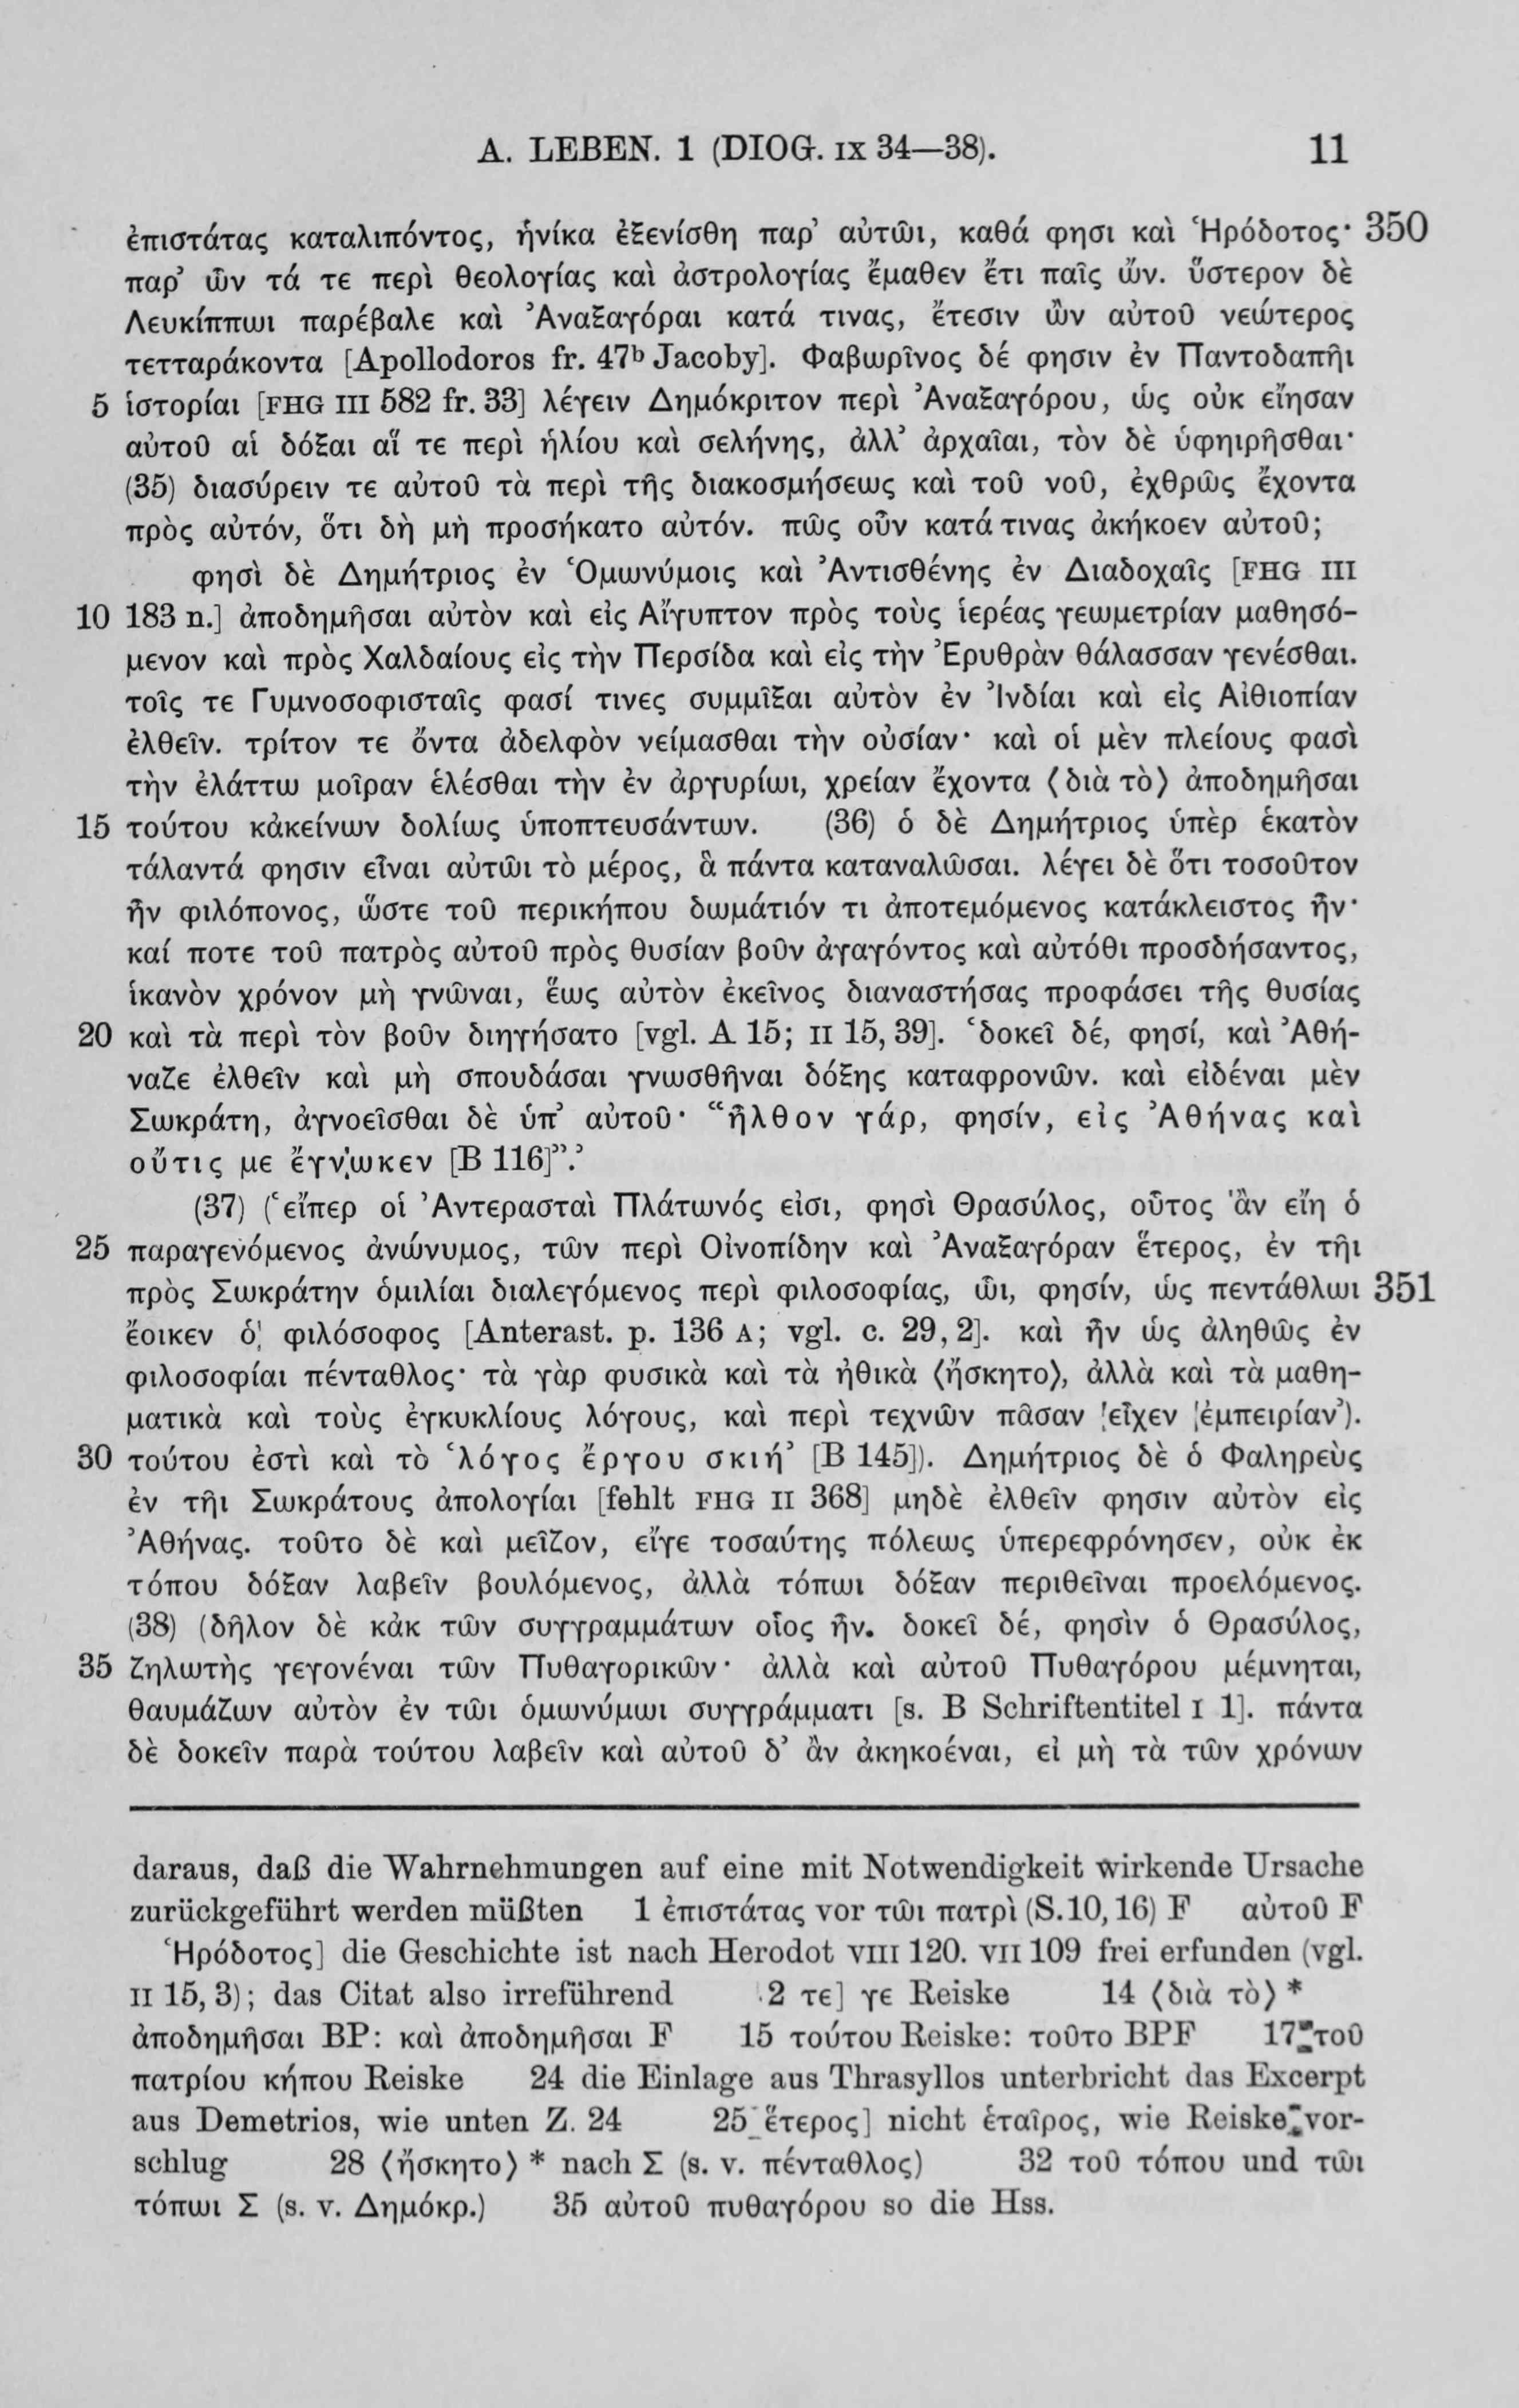 A. LEBEN. 1 (DIOG. IX 34—38). 11
ἐπιστάτας καταλιπόντος, ἡνίκα ἐξενίσθη παρ’ αὐτῶι, καθά φησι καὶ Ἡρόδοτος· 350
παρ’ ὧν τά τε περὶ θεολογίας καὶ ἀστρολογίας ἔμαθεν ἔτι παῖς ὤν. ὕστερον δὲ
Λευκίππωι παρέβαλε καὶ Ἀναξαγόραι κατά τινας, ἔτεσιν ὢν αὐτοῦ νεώτερος
τετταράκοντα [Apollodoros fr. 47ᵇ Jacoby]. Φαβωρῖνος δέ φησιν ἐν Παντοδαπῆι
5 ἱστορίαι [FHG III 582 fr. 33] λέγειν Δημόκριτον περὶ Ἀναξαγόρου, ὡς οὐκ εἴησαν
αὐτοῦ αἱ δόξαι αἵ τε περὶ ἡλίου καὶ σελήνης, ἀλλ’ ἀρχαῖαι, τὸν δὲ ὑφηιρῆσθαι·
(35) διασύρειν τε αὐτοῦ τὰ περὶ τῆς διακοσμήσεως καὶ τοῦ νοῦ, ἐχθρῶς ἔχοντα
πρὸς αὐτόν, ὅτι δὴ μὴ προσήκατο αὐτόν. πῶς οὖν κατά τινας ἀκήκοεν αὐτοῦ;
φησὶ δὲ Δημήτριος ἐν Ὁμωνύμοις καὶ Ἀντισθένης ἐν Διαδοχαῖς [FHG III
10 183 n.] ἀποδημῆσαι αὐτὸν καὶ εἰς Αἴγυπτον πρὸς τοὺς ἱερέας γεωμετρίαν μαθησό-
μενον καὶ πρὸς Χαλδαίους εἰς τὴν Περσίδα καὶ εἰς τὴν Ἐρυθρὰν θάλασσαν γενέσθαι.
τοῖς τε Γυμνοσοφισταῖς φασί τινες συμμῖξαι αὐτὸν ἐν Ἰνδίαι καὶ εἰς Αἰθιοπίαν
ἐλθεῖν. τρίτον τε ὄντα ἀδελφὸν νείμασθαι τὴν οὐσίαν· καὶ οἱ μὲν πλείους φασὶ
τὴν ἐλάττω μοῖραν ἑλέσθαι τὴν ἐν ἀργυρίωι, χρείαν ἔχοντα ⟨διὰ τὸ⟩ ἀποδημῆσαι
15 τούτου κἀκείνων δολίως ὑποπτευσάντων. (36) ὁ δὲ Δημήτριος ὑπὲρ ἑκατὸν
τάλαντά φησιν εἶναι αὐτῶι τὸ μέρος, ἃ πάντα καταναλῶσαι. λέγει δὲ ὅτι τοσοῦτον
ἦν φιλόπονος, ὥστε τοῦ περικήπου δωμάτιόν τι ἀποτεμόμενος κατάκλειστος ἦν·
καί ποτε τοῦ πατρὸς αὐτοῦ πρὸς θυσίαν βοῦν ἀγαγόντος καὶ αὐτόθι προσδήσαντος,
ἱκανὸν χρόνον μὴ γνῶναι, ἕως αὐτὸν ἐκεῖνος διαναστήσας προφάσει τῆς θυσίας
20 καὶ τὰ περὶ τὸν βοῦν διηγήσατο [vgl. A 15; II 15, 39]. ‘δοκεῖ δέ, φησί, καὶ Ἀθή-
ναζε ἐλθεῖν καὶ μὴ σπουδάσαι γνωσθῆναι δόξης καταφρονῶν. καὶ εἰδέναι μὲν
Σωκράτη, ἀγνοεῖσθαι δὲ ὑπ’ αὐτοῦ· “ἦλθον γάρ, φησίν, εἰς Ἀθήνας καὶ
οὔτις με ἔγνωκεν [B 116]”.’
(37) (‘εἴπερ οἱ Ἀντερασταὶ Πλάτωνός εἰσι, φησὶ Θρασύλος, οὗτος ἂν εἴη ὁ
25 παραγενόμενος ἀνώνυμος, τῶν περὶ Οἰνοπίδην καὶ Ἀναξαγόραν ἕτερος, ἐν τῆι
πρὸς Σωκράτην ὁμιλίαι διαλεγόμενος περὶ φιλοσοφίας, ὧι, φησίν, ὡς πεντάθλωι 351
ἔοικεν ὁ φιλόσοφος [Anterast. p. 136 A; vgl. c. 29, 2]. καὶ ἦν ὡς ἀληθῶς ἐν
φιλοσοφίαι πένταθλος· τὰ γὰρ φυσικὰ καὶ τὰ ἠθικὰ ⟨ἤσκητο⟩, ἀλλὰ καὶ τὰ μαθη-
ματικὰ καὶ τοὺς ἐγκυκλίους λόγους, καὶ περὶ τεχνῶν πᾶσαν εἶχεν ἐμπειρίαν’).
30 τούτου ἐστὶ καὶ τὸ ‘λόγος ἔργου σκιή’ [B 145]). Δημήτριος δὲ ὁ Φαληρεὺς
ἐν τῆι Σωκράτους ἀπολογίαι [fehlt FHG II 368] μηδὲ ἐλθεῖν φησιν αὐτὸν εἰς
Ἀθήνας. τοῦτο δὲ καὶ μεῖζον, εἴγε τοσαύτης πόλεως ὑπερεφρόνησεν, οὐκ ἐκ
τόπου δόξαν λαβεῖν βουλόμενος, ἀλλὰ τόπωι δόξαν περιθεῖναι προελόμενος.
(38) (δῆλον δὲ κἀκ τῶν συγγραμμάτων οἷος ἦν. δοκεῖ δέ, φησὶν ὁ Θρασύλος,
35 ζηλωτὴς γεγονέναι τῶν Πυθαγορικῶν· ἀλλὰ καὶ αὐτοῦ Πυθαγόρου μέμνηται,
θαυμάζων αὐτὸν ἐν τῶι ὁμωνύμωι συγγράμματι [s. B Schriftentitel I 1]. πάντα
δὲ δοκεῖν παρὰ τούτου λαβεῖν καὶ αὐτοῦ δ’ ἂν ἀκηκοέναι, εἰ μὴ τὰ τῶν χρόνων
daraus, daß die Wahrnehmungen auf eine mit Notwendigkeit wirkende Ursache
zurückgeführt werden müßten 1 ἐπιστάτας vor τῶι πατρὶ (S. 10, 16) F αὐτοῦ F
Ἡρόδοτος] die Geschichte ist nach Herodot VIII 120. VII 109 frei erfunden (vgl.
II 15, 3); das Citat also irreführend 2 τε] γε Reiske 14 ⟨διὰ τὸ⟩ *
ἀποδημῆσαι BP: καὶ ἀποδημῆσαι F 15 τούτου Reiske: τοῦτο BPF 17 τοῦ
πατρίου κήπου Reiske 24 die Einlage aus Thrasyllos unterbricht das Excerpt
aus Demetrios, wie unten Z. 24 25 ἕτερος] nicht ἑταῖρος, wie Reiske vor-
schlug 28 ⟨ἤσκητο⟩ * nach Σ (s. v. πένταθλος) 32 τοῦ τόπου und τῶι
τόπωι Σ (s. v. Δημόκρ.) 35 αὐτοῦ πυθαγόρου so die Hss.